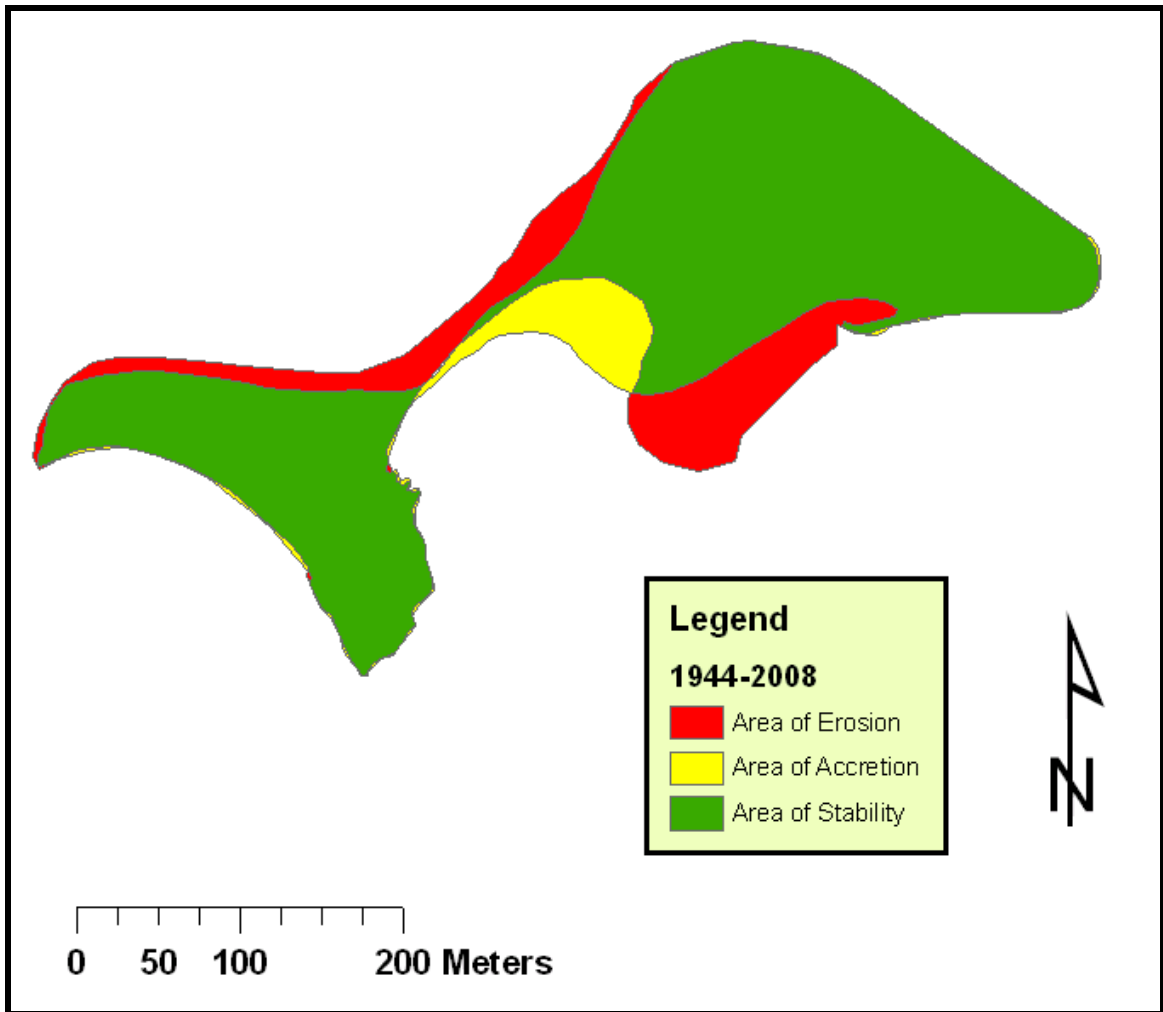 Legend
1944-2008
Area of Erosion
Area of Accretion
Area of Stability
N
0 50 100 200 Meters